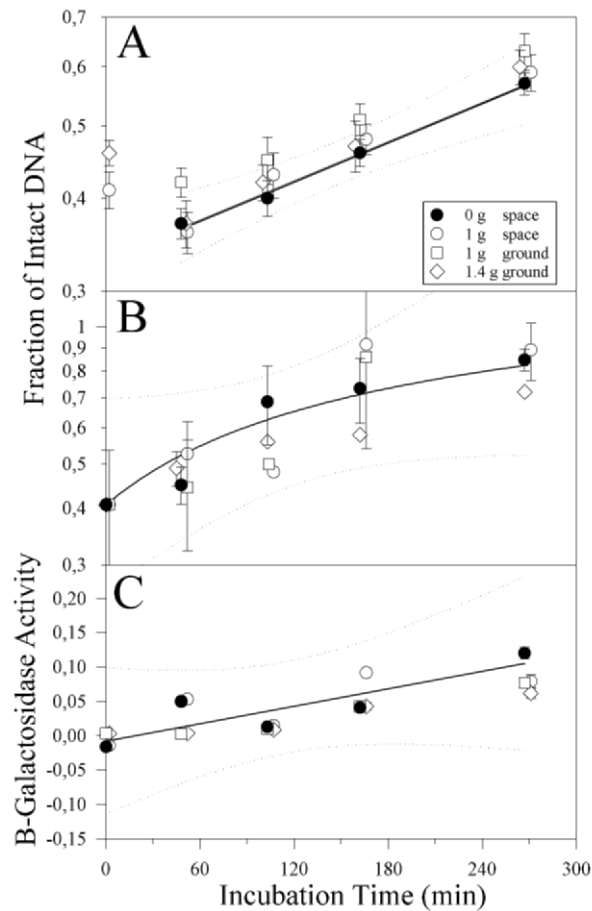 0,7
A
0,6
0,5
0,4
Fraction of Intact DNA
0 g space
1 g space
1 g ground
1.4 g ground
0,3
B
1
0,9
0,8
0,7
0,6
0,5
0,4
0,3
C
0,20
0,15
0,10
0,05
0,00
-0,05
-0,10
-0,15
B-Galactosidase Activity
0 60 120 180 240 300
Incubation Time (min)